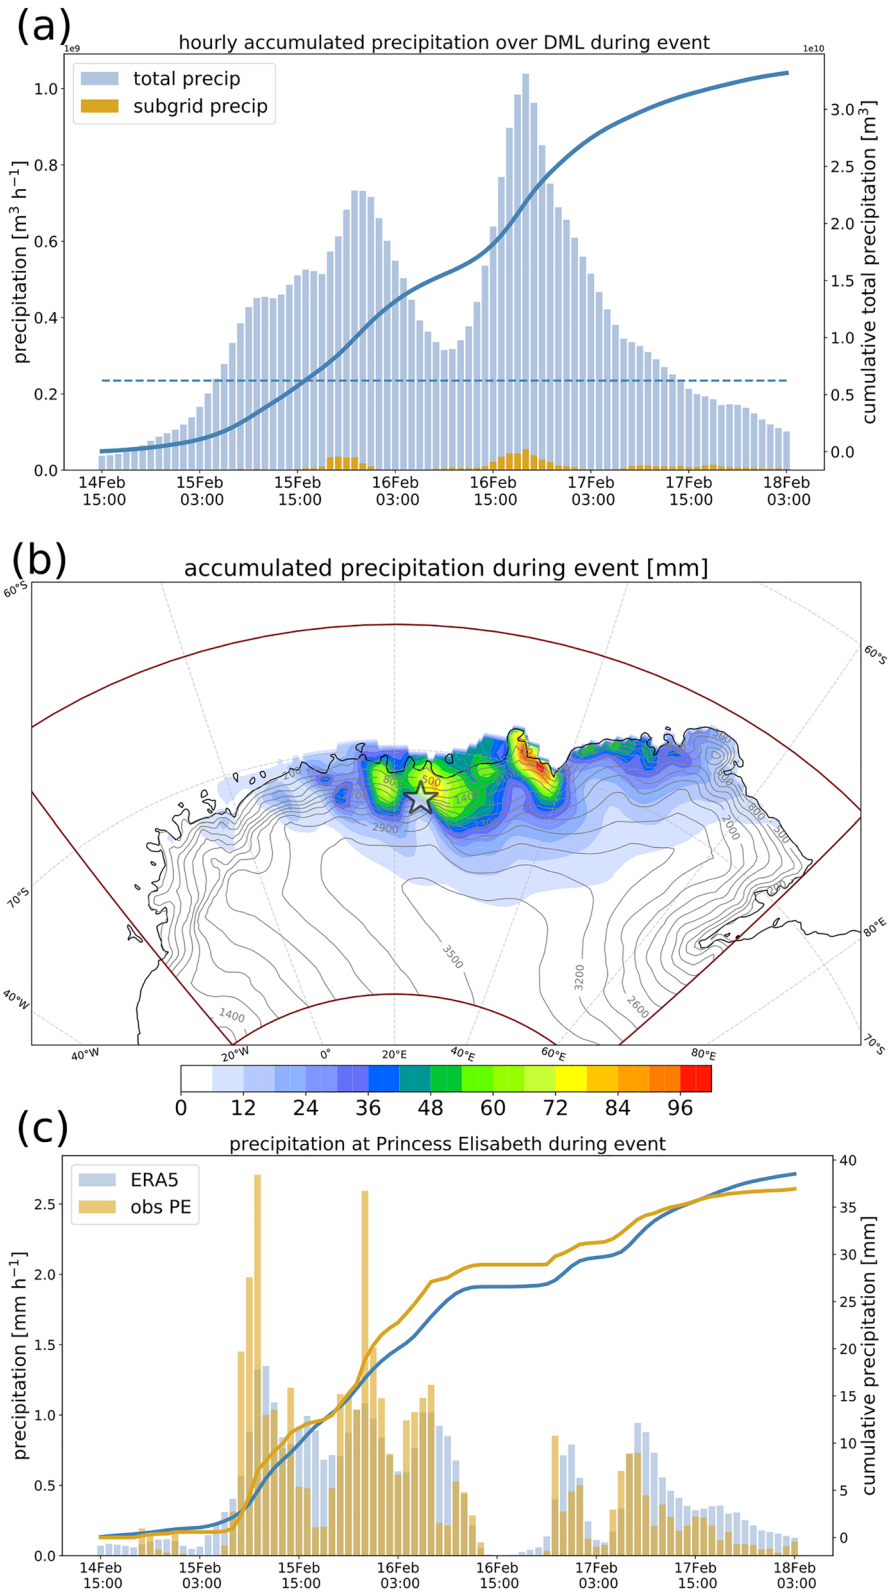 (a)
hourly accumulated precipitation over DML during event
1e9
1e10
total precip
subgrid precip
precipitation [m³ h⁻¹]
1.0
0.8
0.6
0.4
0.2
0.0
3.0
2.5
2.0
1.5
1.0
0.5
0.0
cumulative total precipitation [m³]
14Feb 15Feb 15Feb 16Feb 16Feb 17Feb 17Feb 18Feb
15:00 03:00 15:00 03:00 15:00 03:00 15:00 03:00
(b)
accumulated precipitation during event [mm]
60°S
60°S
70°S
40°W
80°E
70°S
200
800
500
1400
2900
500
800
500
2000
200
3500
3200
2600
1400
40°W 20°W 0° 20°E 40°E 60°E 80°E
0 12 24 36 48 60 72 84 96
(c)
precipitation at Princess Elisabeth during event
ERA5
obs PE
precipitation [mm h⁻¹]
2.5
2.0
1.5
1.0
0.5
0.0
40
35
30
25
20
15
10
5
0
cumulative precipitation [mm]
14Feb 15Feb 15Feb 16Feb 16Feb 17Feb 17Feb 18Feb
15:00 03:00 15:00 03:00 15:00 03:00 15:00 03:00